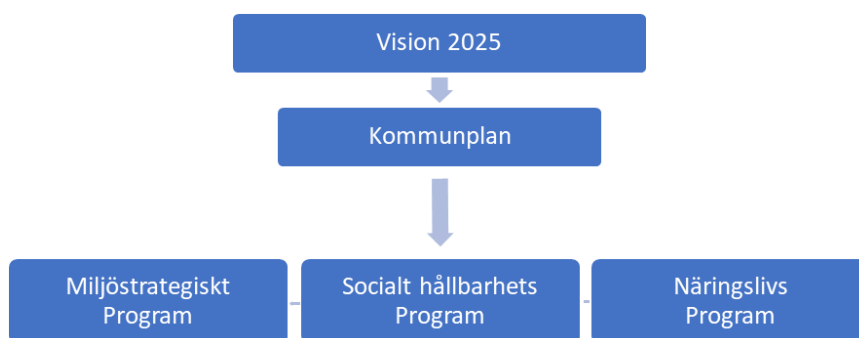 Vision 2025
Kommunplan
Miljöstrategiskt
Program
Socialt hållbarhets
Program
Näringslivs
Program